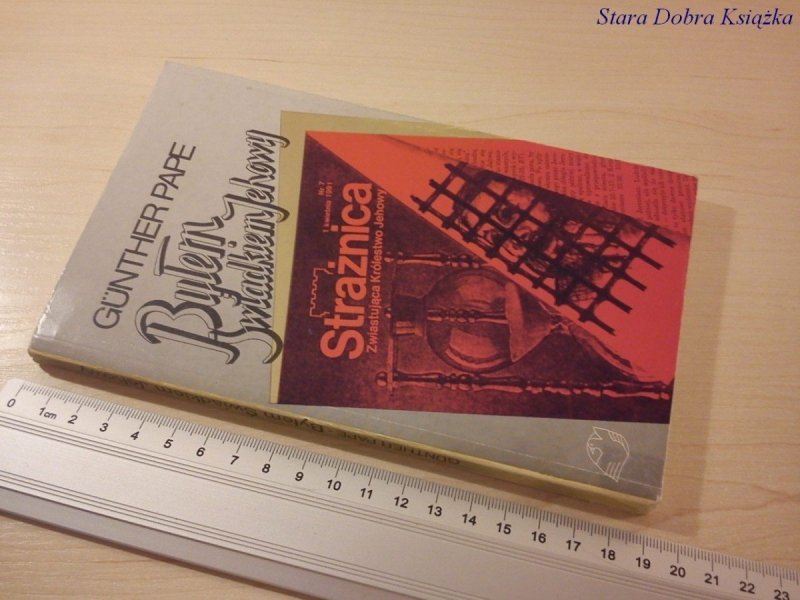 Stara Dobra Książka
GÜNTHER PAPE
Byłem
Świadkiem Jehowy
Nr 7
1 kwietnia 1991
Strażnica
Zwiastująca Królestwo Jehowy
GÜNTHER PAPE · Byłem Świadkiem Jehowy
0 1cm 2 3 4 5 6 7 8 9 10 11 12 13 14 15 16 17 18 19 20 21 22 23